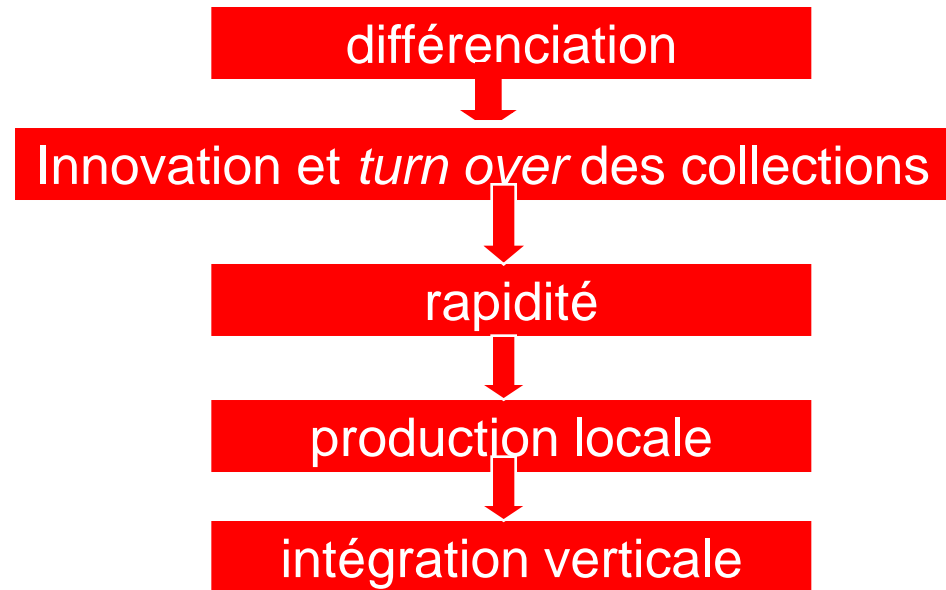 différenciation
Innovation et turn over des collections
rapidité
production locale
intégration verticale